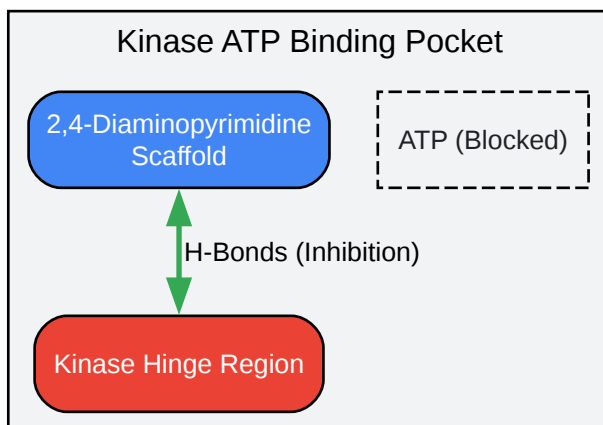 Kinase ATP Binding Pocket
2,4-Diaminopyrimidine
Scaffold
ATP (Blocked)
H-Bonds (Inhibition)
Kinase Hinge Region